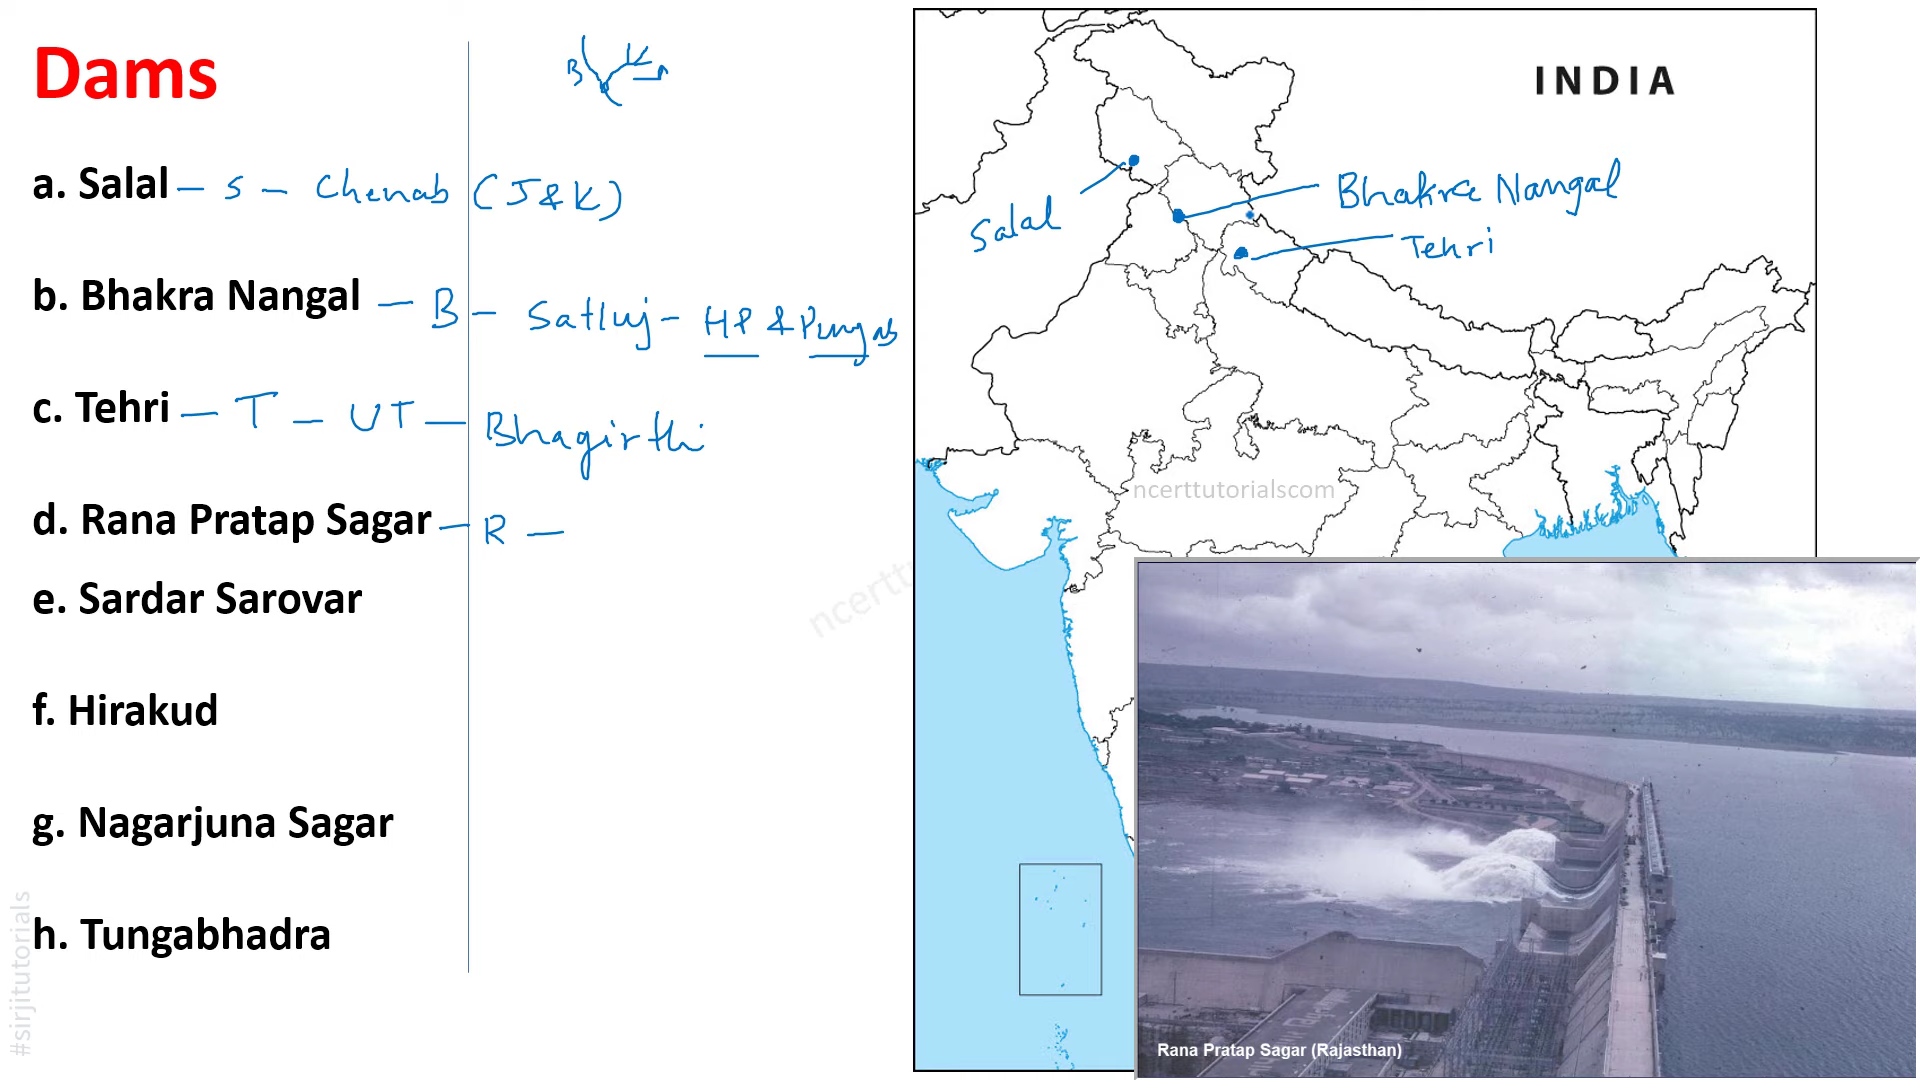 Dams
B
INDIA
a. Salal – S – Chenab (J&K)
b. Bhakra Nangal – B – Satluj – HP & Punjab
c. Tehri – T – UT – Bhagirthi
d. Rana Pratap Sagar – R –
e. Sardar Sarovar
f. Hirakud
g. Nagarjuna Sagar
h. Tungabhadra
Salal
Bhakra Nangal
Tehri
ncerttutorialscom
ncerttu
Rana Pratap Sagar (Rajasthan)
#sirjitutorials